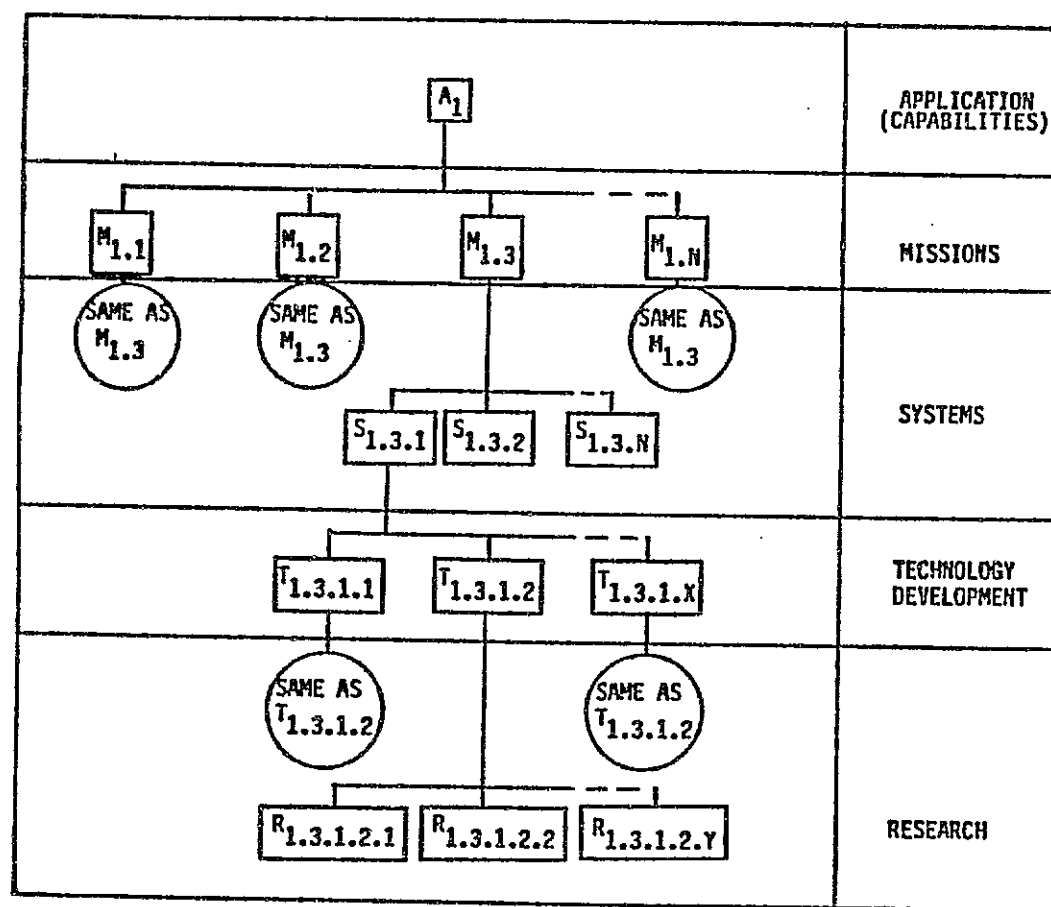 A1
APPLICATION
(CAPABILITIES)
M1.1
M1.2
M1.3
M1.N
MISSIONS
SAME AS
M1.3
SAME AS
M1.3
SAME AS
M1.3
S1.3.1
S1.3.2
S1.3.N
SYSTEMS
T1.3.1.1
T1.3.1.2
T1.3.1.X
TECHNOLOGY
DEVELOPMENT
SAME AS
T1.3.1.2
SAME AS
T1.3.1.2
R1.3.1.2.1
R1.3.1.2.2
R1.3.1.2.Y
RESEARCH